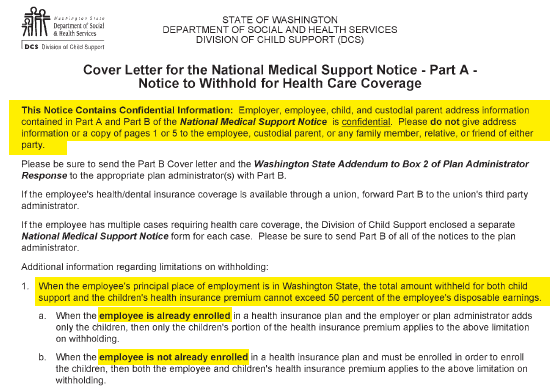 Washington State
Department of Social
& Health Services
DCS Division of Child Support
STATE OF WASHINGTON
DEPARTMENT OF SOCIAL AND HEALTH SERVICES
DIVISION OF CHILD SUPPORT (DCS)
Cover Letter for the National Medical Support Notice - Part A -
Notice to Withhold for Health Care Coverage
This Notice Contains Confidential Information: Employer, employee, child, and custodial parent address information
contained in Part A and Part B of the National Medical Support Notice is confidential. Please do not give address
information or a copy of pages 1 or 5 to the employee, custodial parent, or any family member, relative, or friend of either
party.
Please be sure to send the Part B Cover letter and the Washington State Addendum to Box 2 of Plan Administrator
Response to the appropriate plan administrator(s) with Part B.
If the employee's health/dental insurance coverage is available through a union, forward Part B to the union's third party
administrator.
If the employee has multiple cases requiring health care coverage, the Division of Child Support enclosed a separate
National Medical Support Notice form for each case. Please be sure to send Part B of all of the notices to the plan
administrator.
Additional information regarding limitations on withholding:
1. When the employee's principal place of employment is in Washington State, the total amount withheld for both child
support and the children's health insurance premium cannot exceed 50 percent of the employee's disposable earnings.
a. When the employee is already enrolled in a health insurance plan and the employer or plan administrator adds
only the children, then only the children's portion of the health insurance premium applies to the above limitation
on withholding.
b. When the employee is not already enrolled in a health insurance plan and must be enrolled in order to enroll
the children, then both the employee and children's health insurance premium applies to the above limitation on
withholding.